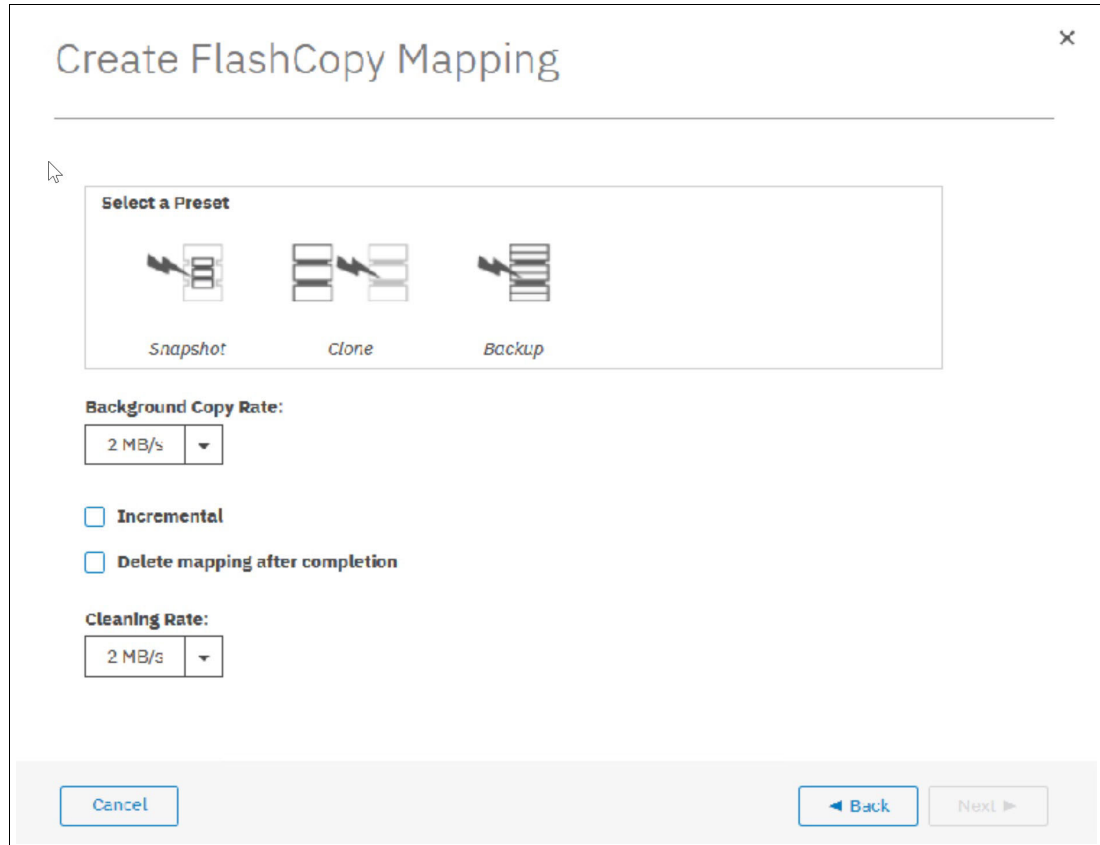 Create FlashCopy Mapping
Select a Preset
Snapshot Clone Backup
Background Copy Rate:
2 MB/s
Incremental
Delete mapping after completion
Cleaning Rate:
2 MB/s
Cancel Back Next